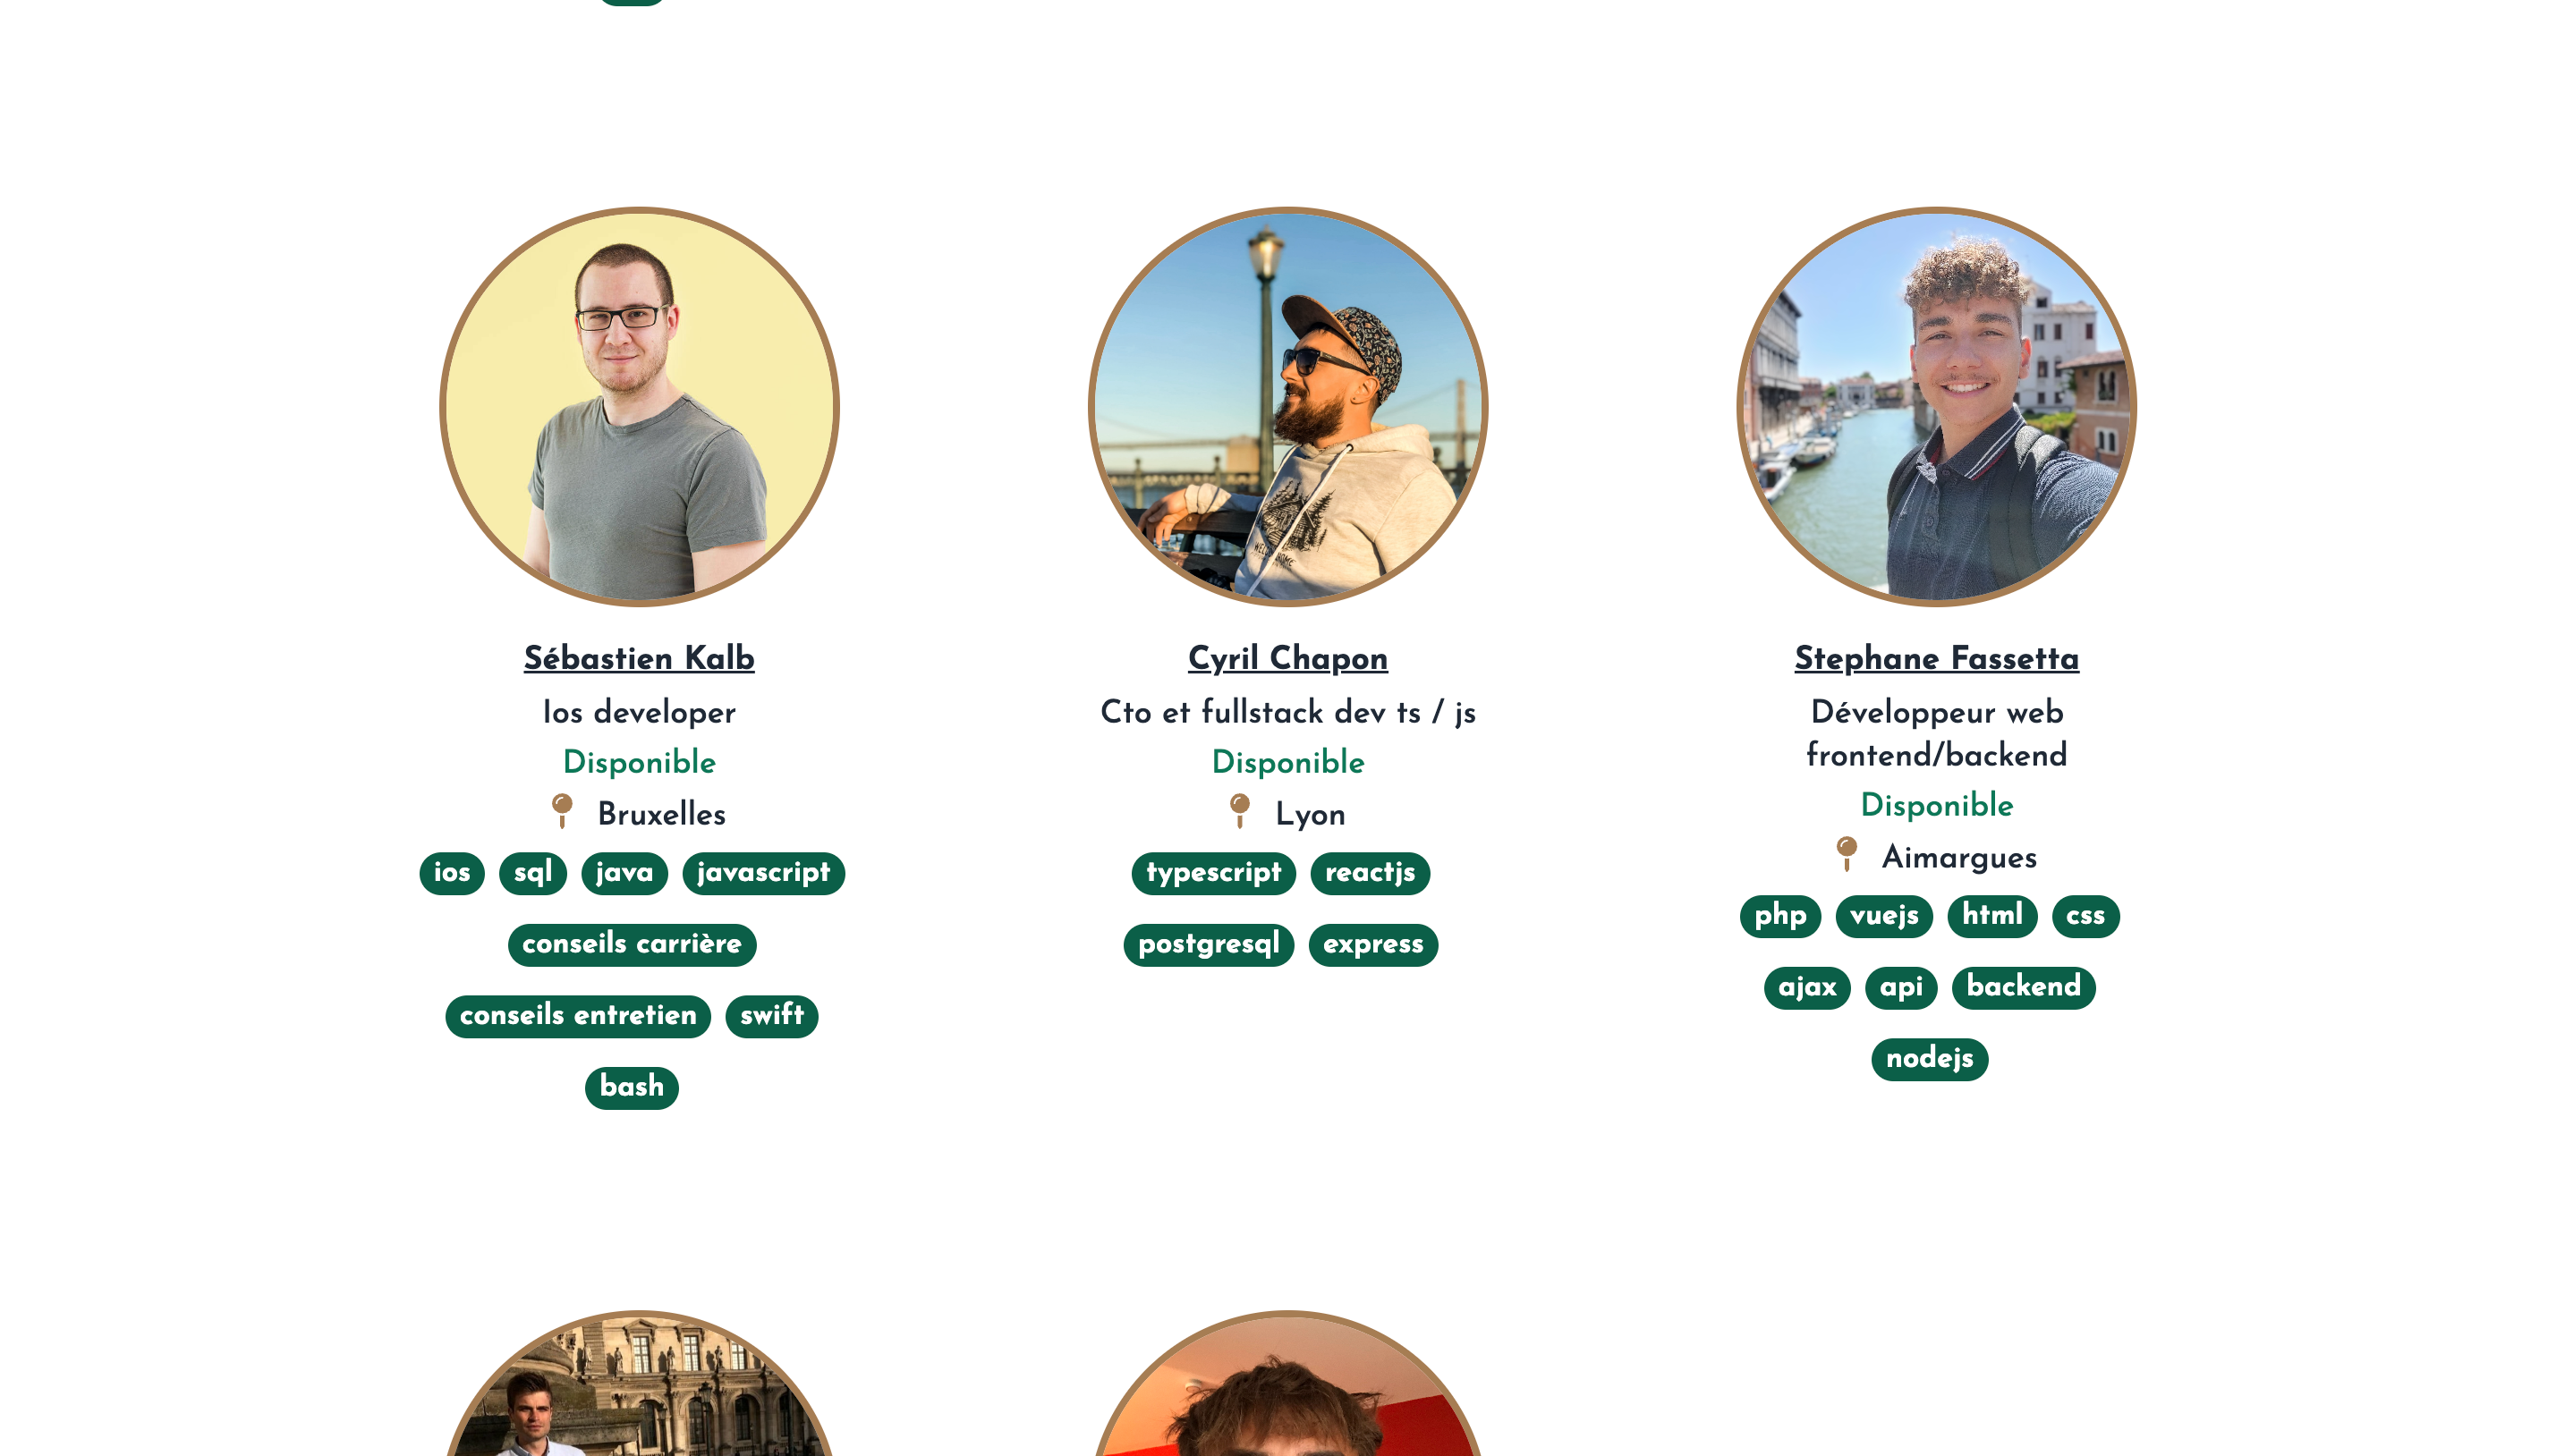 Sébastien Kalb
Ios developer
Disponible
Bruxelles
ios sql java javascript
conseils carrière
conseils entretien swift
bash
Cyril Chapon
Cto et fullstack dev ts / js
Disponible
Lyon
typescript reactjs
postgresql express
Stephane Fassetta
Développeur web
frontend/backend
Disponible
Aimargues
php vuejs html css
ajax api backend
nodejs